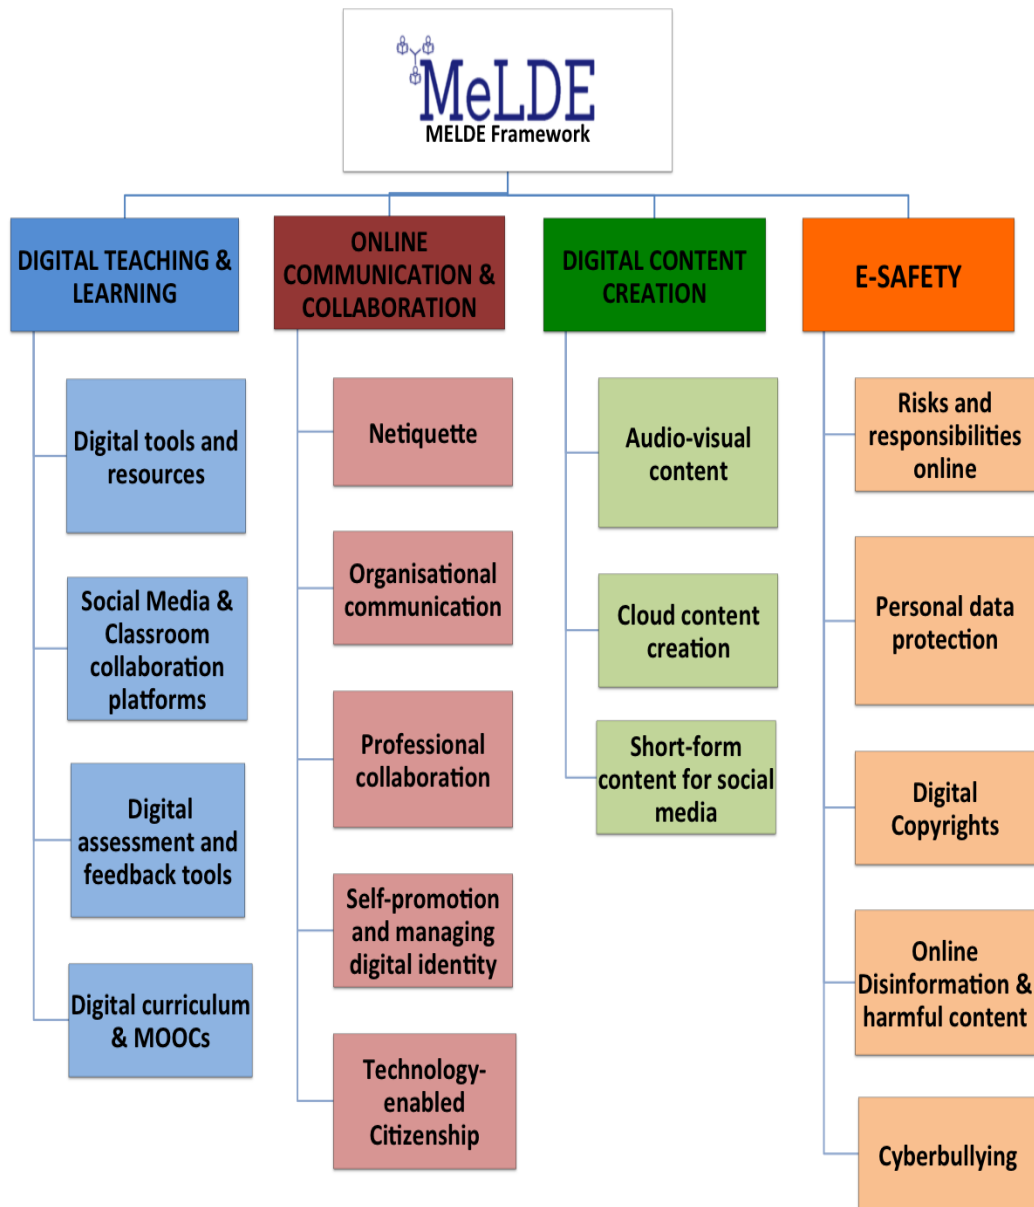 MeLDE
MELDE Framework
DIGITAL TEACHING &
LEARNING
Digital tools and
resources
Social Media &
Classroom
collaboration
platforms
Digital
assessment and
feedback tools
Digital curriculum
& MOOCs
ONLINE
COMMUNICATION &
COLLABORATION
Netiquette
Organisational
communication
Professional
collaboration
Self-promotion
and managing
digital identity
Technology-
enabled
Citizenship
DIGITAL CONTENT
CREATION
Audio-visual
content
Cloud content
creation
Short-form
content for social
media
E-SAFETY
Risks and
responsibilities
online
Personal data
protection
Digital
Copyrights
Online
Disinformation &
harmful content
Cyberbullying